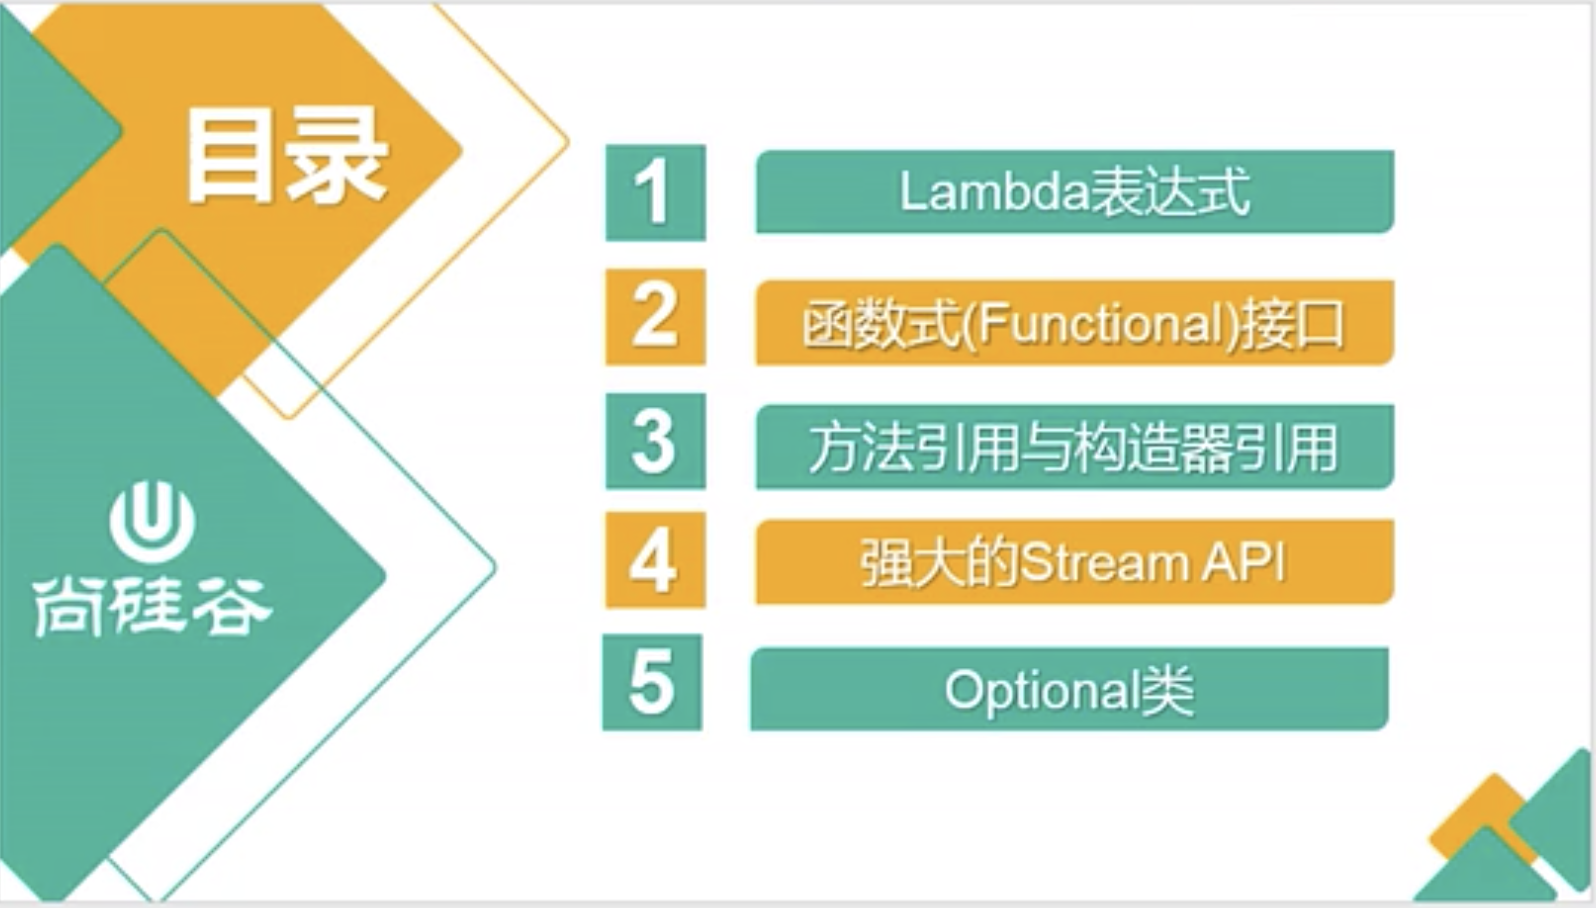 目录
1
Lambda表达式
2
函数式(Functional)接口
3
方法引用与构造器引用
4
强大的Stream API
5
Optional类
尚硅谷